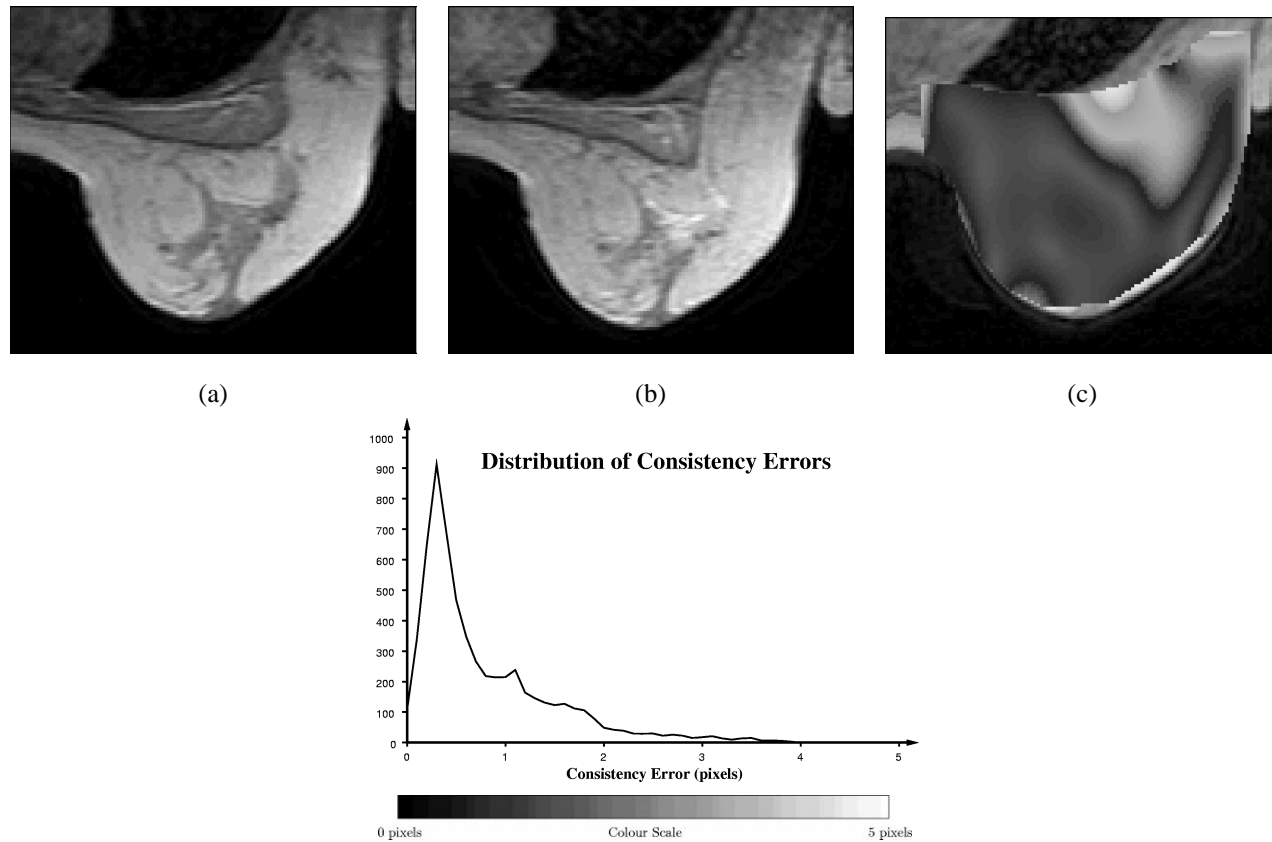 (a)
(b)
(c)
Distribution of Consistency Errors
1000
900
800
700
600
500
400
300
200
100
0
0 1 2 3 4 5
Consistency Error (pixels)
0 pixels Colour Scale 5 pixels